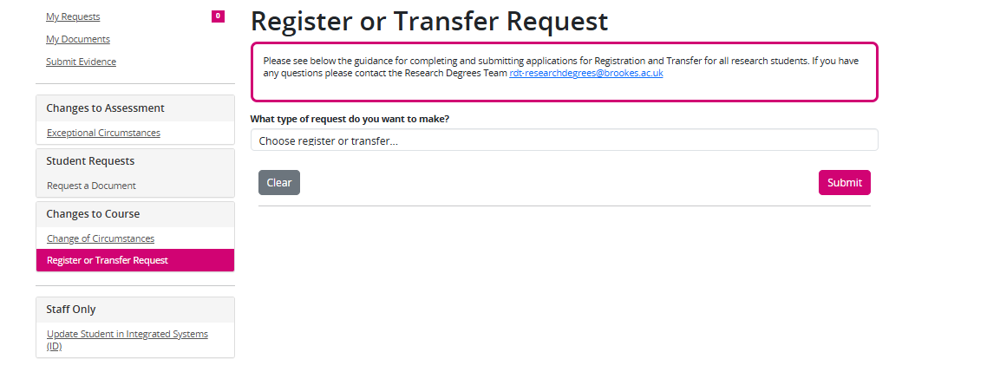 My Requests
0
My Documents
Submit Evidence
Changes to Assessment
Exceptional Circumstances
Student Requests
Request a Document
Changes to Course
Change of Circumstances
Register or Transfer Request
Staff Only
Update Student in Integrated Systems
(ID)
Register or Transfer Request
Please see below the guidance for completing and submitting applications for Registration and Transfer for all research students. If you have
any questions please contact the Research Degrees Team rdt-researchdegrees@brookes.ac.uk
What type of request do you want to make?
Choose register or transfer...
Clear
Submit